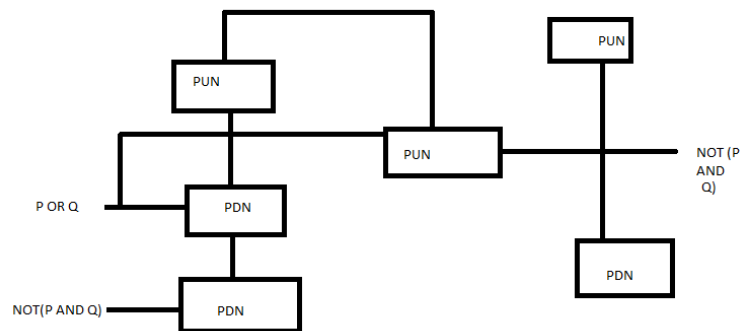 PUN
PUN
PUN
NOT (P
AND
Q)
P OR Q
PDN
PDN
NOT(P AND Q)
PDN